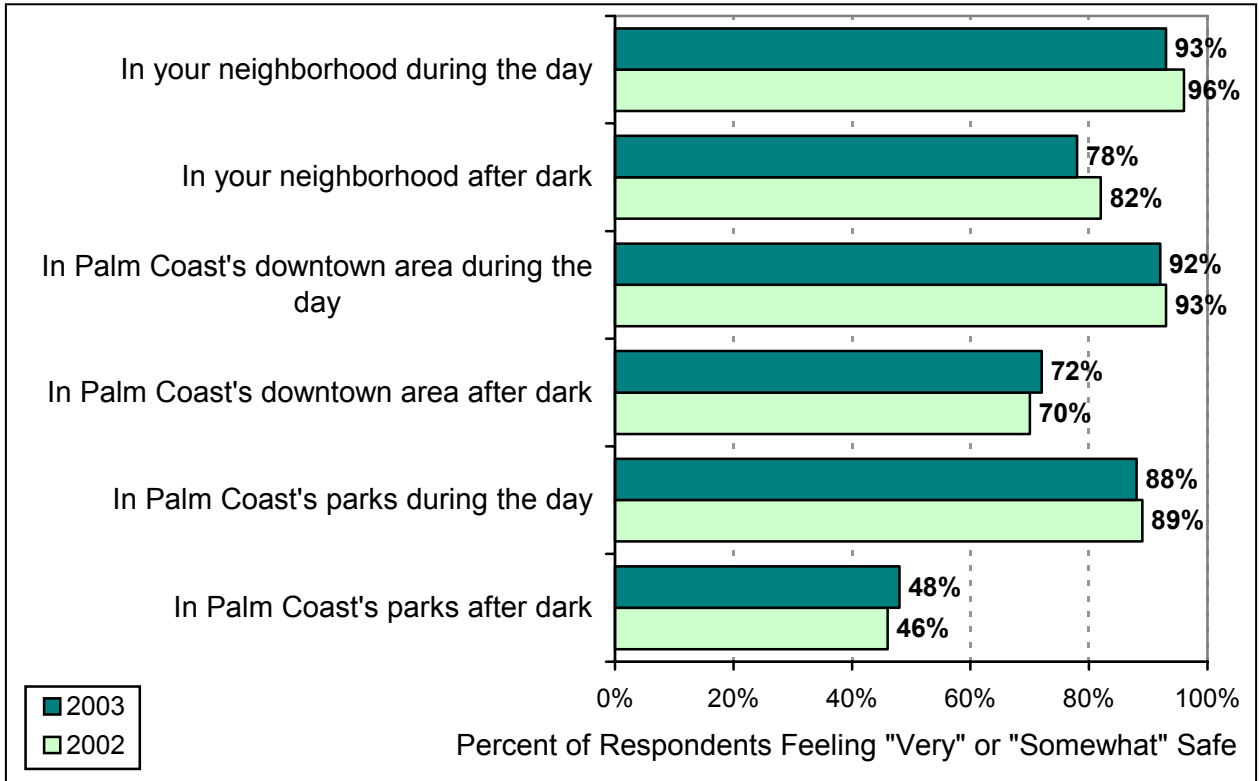 In your neighborhood during the day
93%
96%
In your neighborhood after dark
78%
82%
In Palm Coast's downtown area during the
day
92%
93%
In Palm Coast's downtown area after dark
72%
70%
In Palm Coast's parks during the day
88%
89%
In Palm Coast's parks after dark
48%
46%
0% 20% 40% 60% 80% 100%
2003
2002
Percent of Respondents Feeling "Very" or "Somewhat" Safe